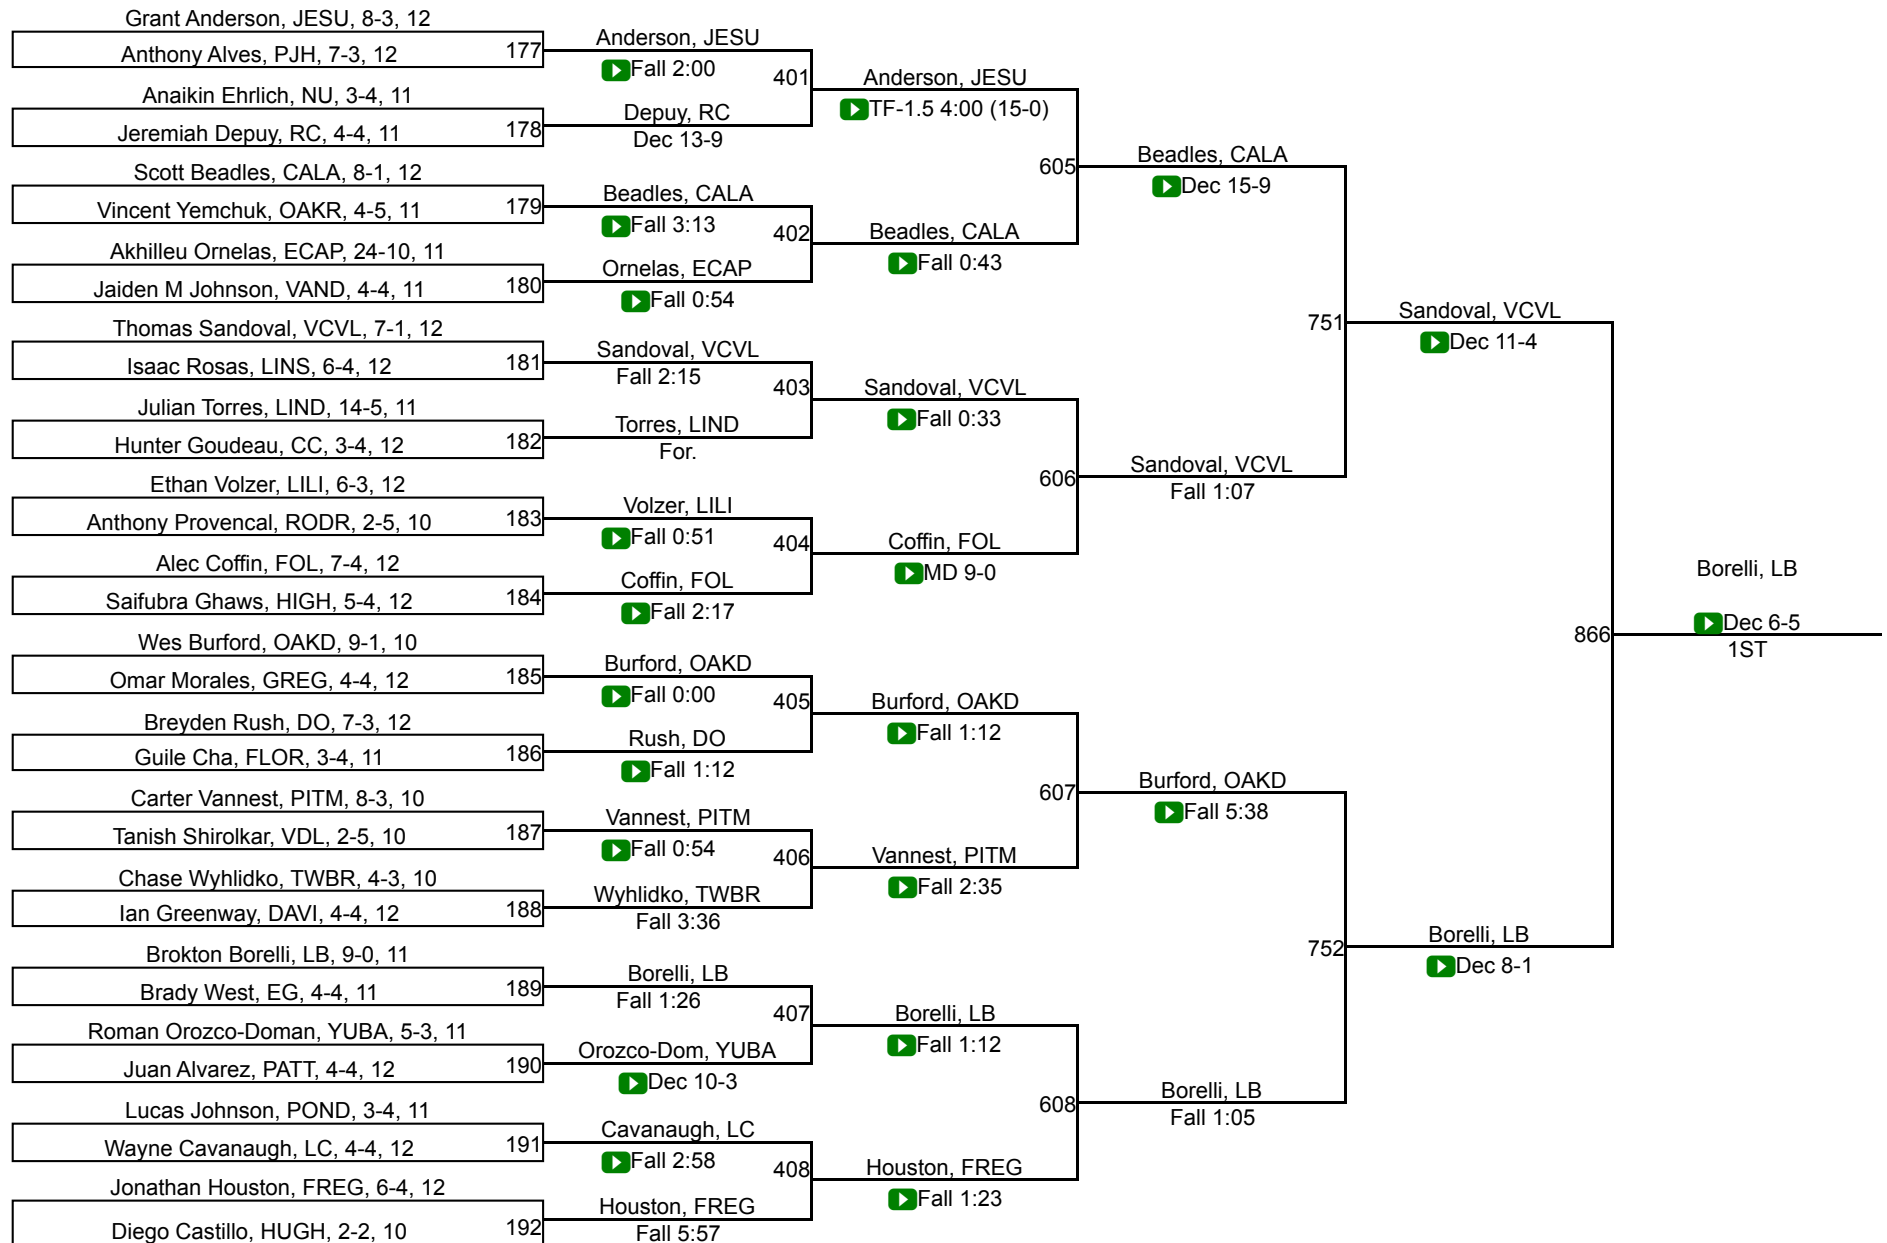 Grant Anderson, JESU, 8-3, 12
Anthony Alves, PJH, 7-3, 12
177
Anaikin Ehrlich, NU, 3-4, 11
Jeremiah Depuy, RC, 4-4, 11
178
Scott Beadles, CALA, 8-1, 12
Vincent Yemchuk, OAKR, 4-5, 11
179
Akhilleu Ornelas, ECAP, 24-10, 11
Jaiden M Johnson, VAND, 4-4, 11
180
Thomas Sandoval, VCVL, 7-1, 12
Isaac Rosas, LINS, 6-4, 12
181
Julian Torres, LIND, 14-5, 11
Hunter Goudeau, CC, 3-4, 12
182
Ethan Volzer, LILI, 6-3, 12
Anthony Provencal, RODR, 2-5, 10
183
Alec Coffin, FOL, 7-4, 12
Saifubra Ghaws, HIGH, 5-4, 12
184
Wes Burford, OAKD, 9-1, 10
Omar Morales, GREG, 4-4, 12
185
Breyden Rush, DO, 7-3, 12
Guile Cha, FLOR, 3-4, 11
186
Carter Vannest, PITM, 8-3, 10
Tanish Shirolkar, VDL, 2-5, 10
187
Chase Wyhlidko, TWBR, 4-3, 10
Ian Greenway, DAVI, 4-4, 12
188
Brokton Borelli, LB, 9-0, 11
Brady West, EG, 4-4, 11
189
Roman Orozco-Doman, YUBA, 5-3, 11
Juan Alvarez, PATT, 4-4, 12
190
Lucas Johnson, POND, 3-4, 11
Wayne Cavanaugh, LC, 4-4, 12
191
Jonathan Houston, FREG, 6-4, 12
Diego Castillo, HUGH, 2-2, 10
192
Anderson, JESU
Fall 2:00
401
Depuy, RC
Dec 13-9
Beadles, CALA
Fall 3:13
402
Ornelas, ECAP
Fall 0:54
Sandoval, VCVL
Fall 2:15
403
Torres, LIND
For.
Volzer, LILI
Fall 0:51
404
Coffin, FOL
Fall 2:17
Burford, OAKD
Fall 0:00
405
Rush, DO
Fall 1:12
Vannest, PITM
Fall 0:54
406
Wyhlidko, TWBR
Fall 3:36
Borelli, LB
Fall 1:26
407
Orozco-Dom, YUBA
Dec 10-3
Cavanaugh, LC
Fall 2:58
408
Houston, FREG
Fall 5:57
Anderson, JESU
TF-1.5 4:00 (15-0)
605
Beadles, CALA
Fall 0:43
Sandoval, VCVL
Fall 0:33
606
Coffin, FOL
MD 9-0
Burford, OAKD
Fall 1:12
607
Vannest, PITM
Fall 2:35
Borelli, LB
Fall 1:12
608
Houston, FREG
Fall 1:23
Beadles, CALA
Dec 15-9
751
Sandoval, VCVL
Fall 1:07
Burford, OAKD
Fall 5:38
752
Borelli, LB
Fall 1:05
Sandoval, VCVL
Dec 11-4
866
Borelli, LB
Dec 8-1
Borelli, LB
Dec 6-5
1ST